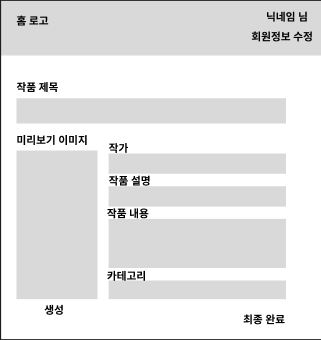 홈 로고
닉네임 님
회원정보 수정
작품 제목
미리보기 이미지
작가
작품 설명
작품 내용
카테고리
생성
최종 완료